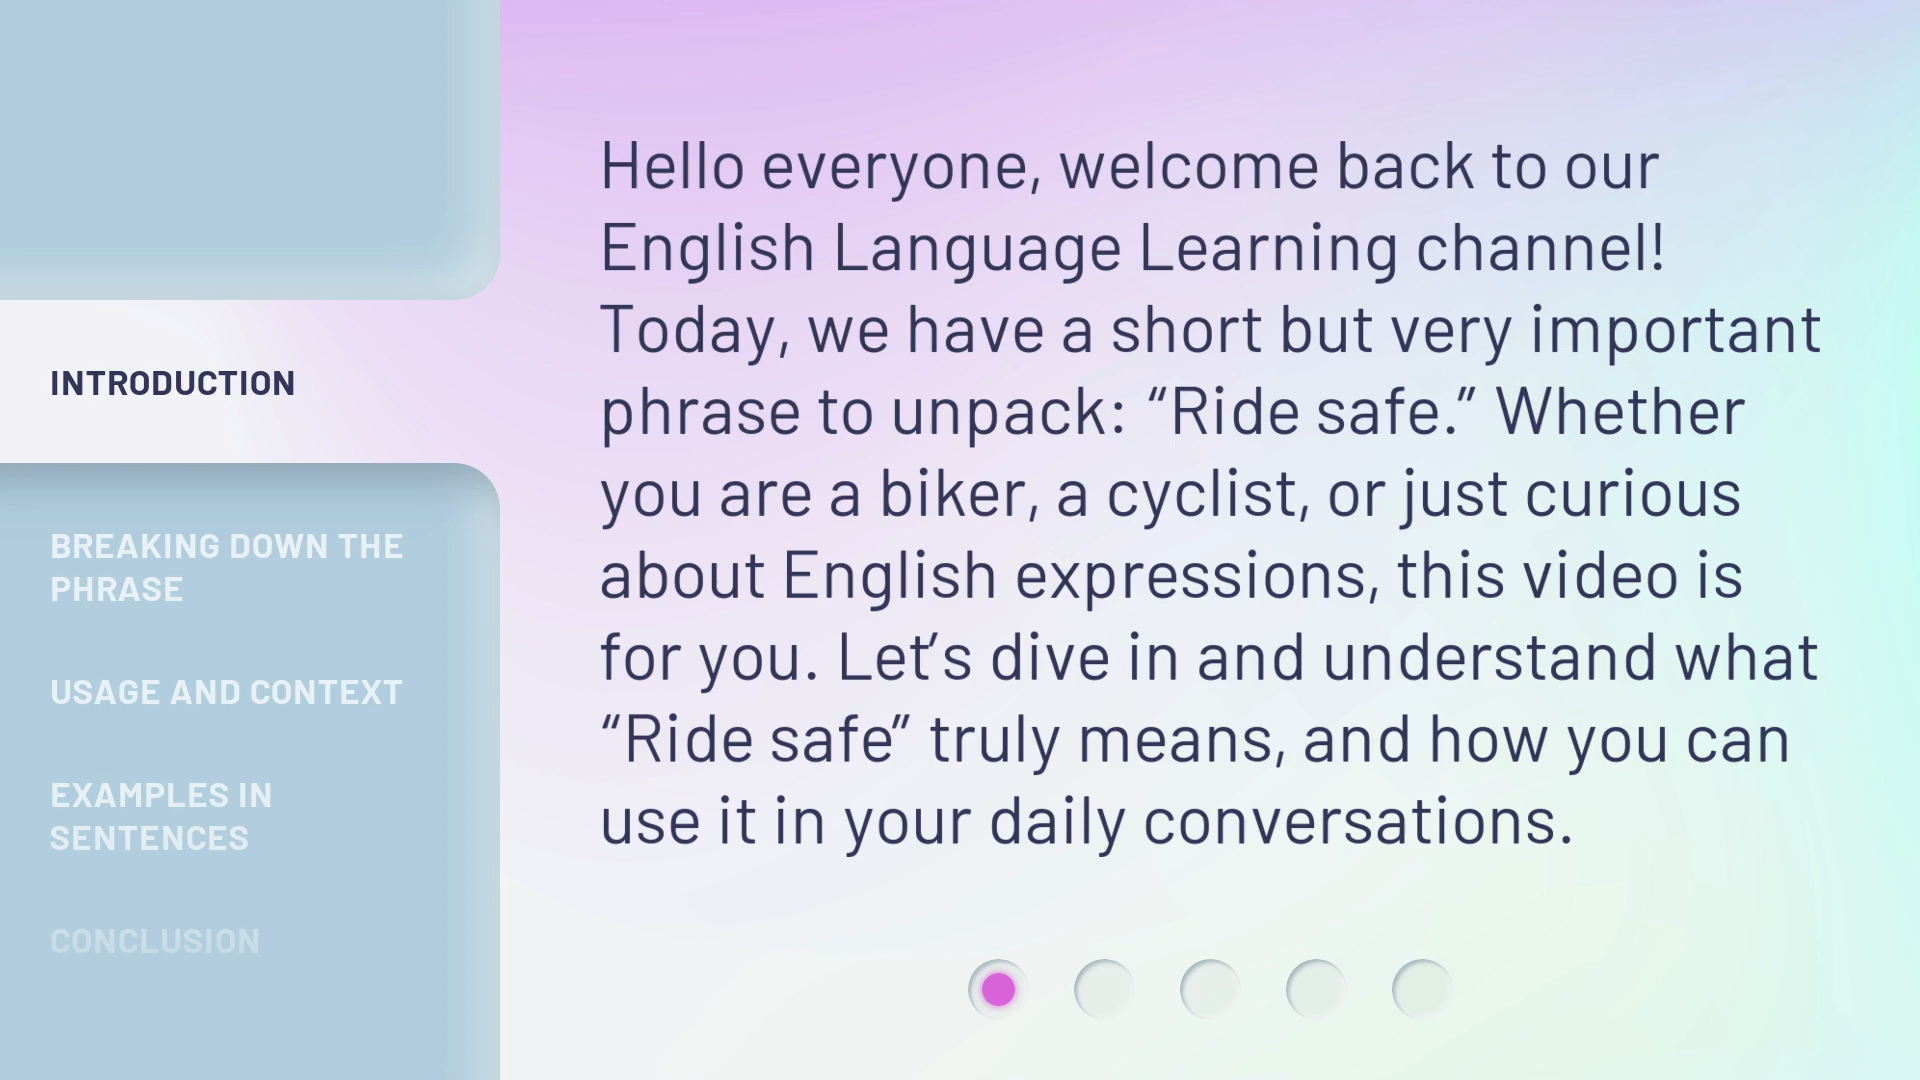 INTRODUCTION
BREAKING DOWN THE
PHRASE
USAGE AND CONTEXT
EXAMPLES IN
SENTENCES
CONCLUSION
Hello everyone, welcome back to our
English Language Learning channel!
Today, we have a short but very important
phrase to unpack: “Ride safe.” Whether
you are a biker, a cyclist, or just curious
about English expressions, this video is
for you. Let’s dive in and understand what
“Ride safe” truly means, and how you can
use it in your daily conversations.